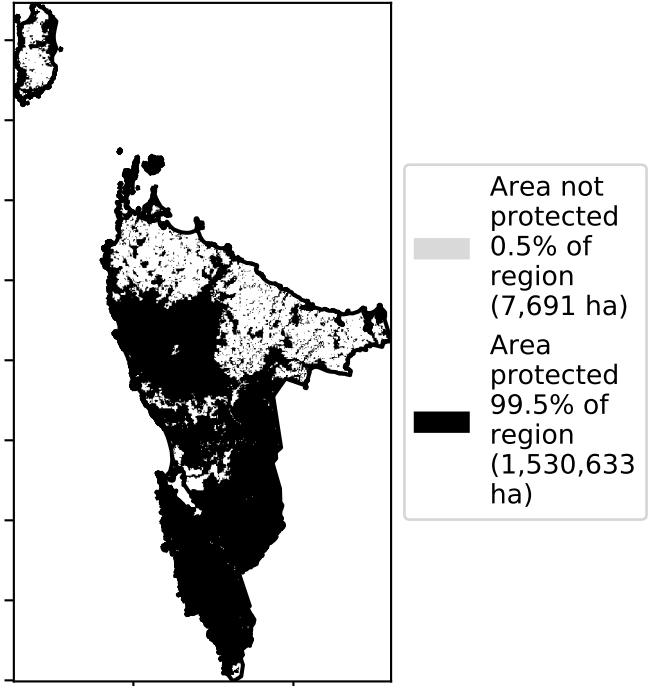 Area not
protected
0.5% of
region
(7,691 ha)
Area
protected
99.5% of
region
(1,530,633
ha)